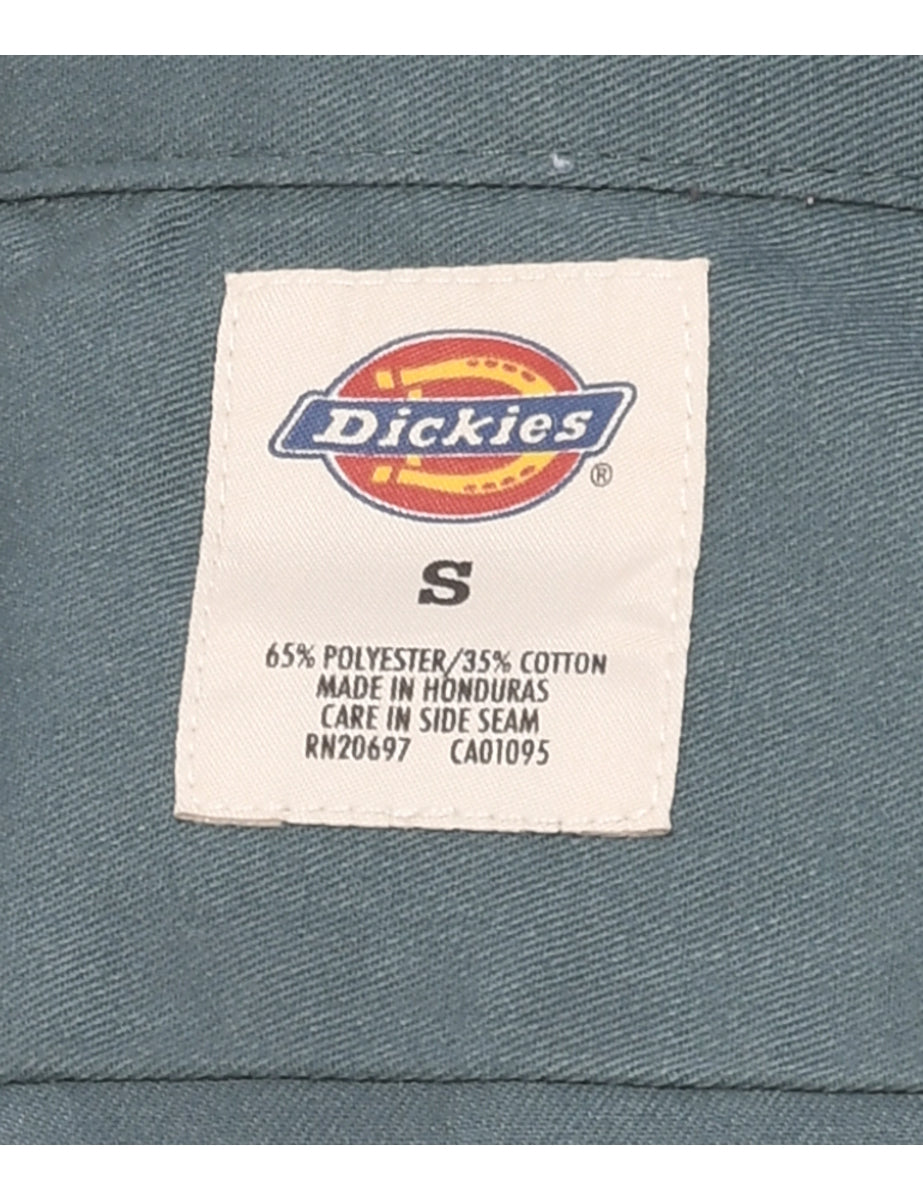 Dickies
®
S
65% POLYESTER/35% COTTON
MADE IN HONDURAS
CARE IN SIDE SEAM
RN20697 CA01095